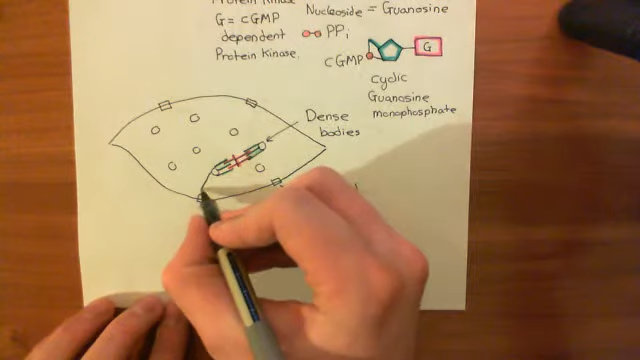 Protein Kinase
G = cGMP
dependent
Protein Kinase.
Nucleoside = Guanosine
PPi
cGMP
G
cyclic
Guanosine
monophosphate
Dense
bodies